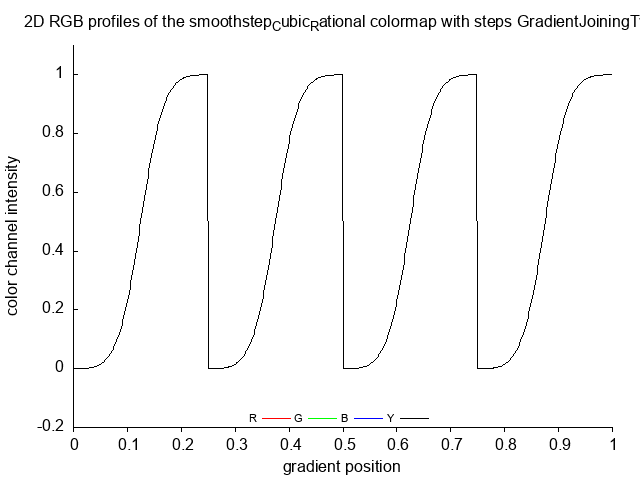 2D RGB profiles of the smoothstepCubicRational colormap with steps GradientJoiningT
color channel intensity
1
0.8
0.6
0.4
0.2
0
-0.2
R G B Y
0 0.1 0.2 0.3 0.4 0.5 0.6 0.7 0.8 0.9 1
gradient position